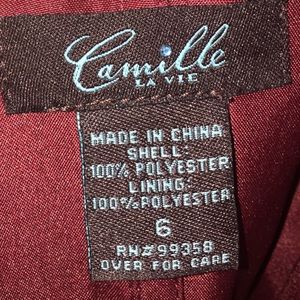 Camille
LA VIE
MADE IN CHINA
SHELL:
100% POLYESTER
LINING:
100% POLYESTER
6
RN# 99358
OVER FOR CARE